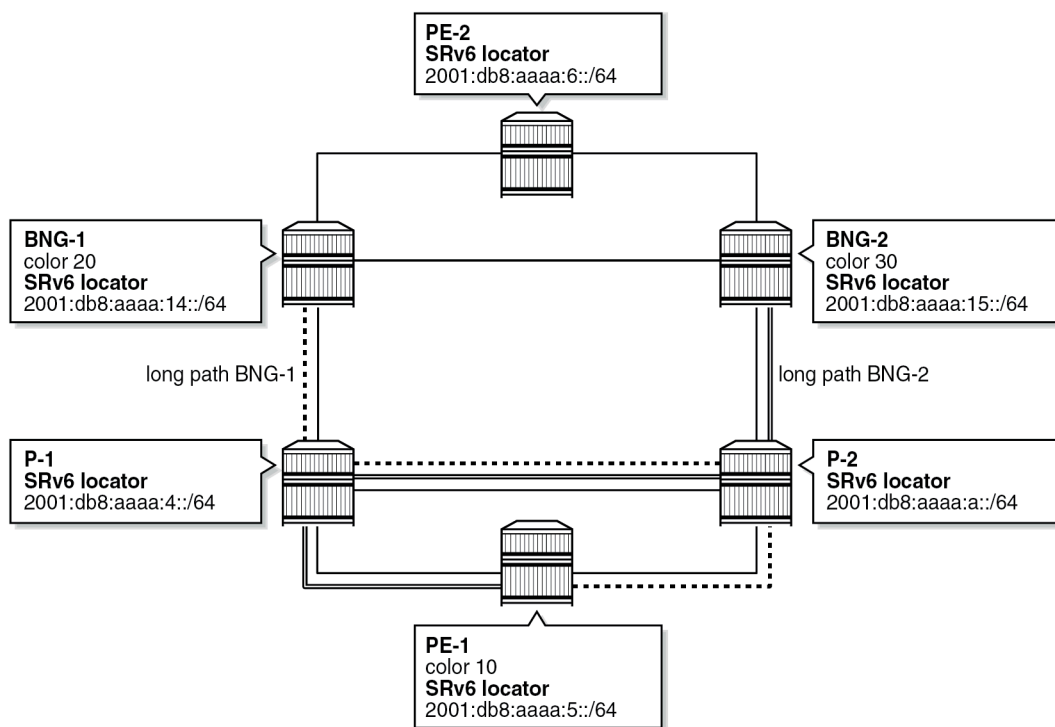 PE-2
SRv6 locator
2001:db8:aaaa:6::/64
BNG-1
color 20
SRv6 locator
2001:db8:aaaa:14::/64
BNG-2
color 30
SRv6 locator
2001:db8:aaaa:15::/64
long path BNG-1
long path BNG-2
P-1
SRv6 locator
2001:db8:aaaa:4::/64
P-2
SRv6 locator
2001:db8:aaaa:a::/64
PE-1
color 10
SRv6 locator
2001:db8:aaaa:5::/64